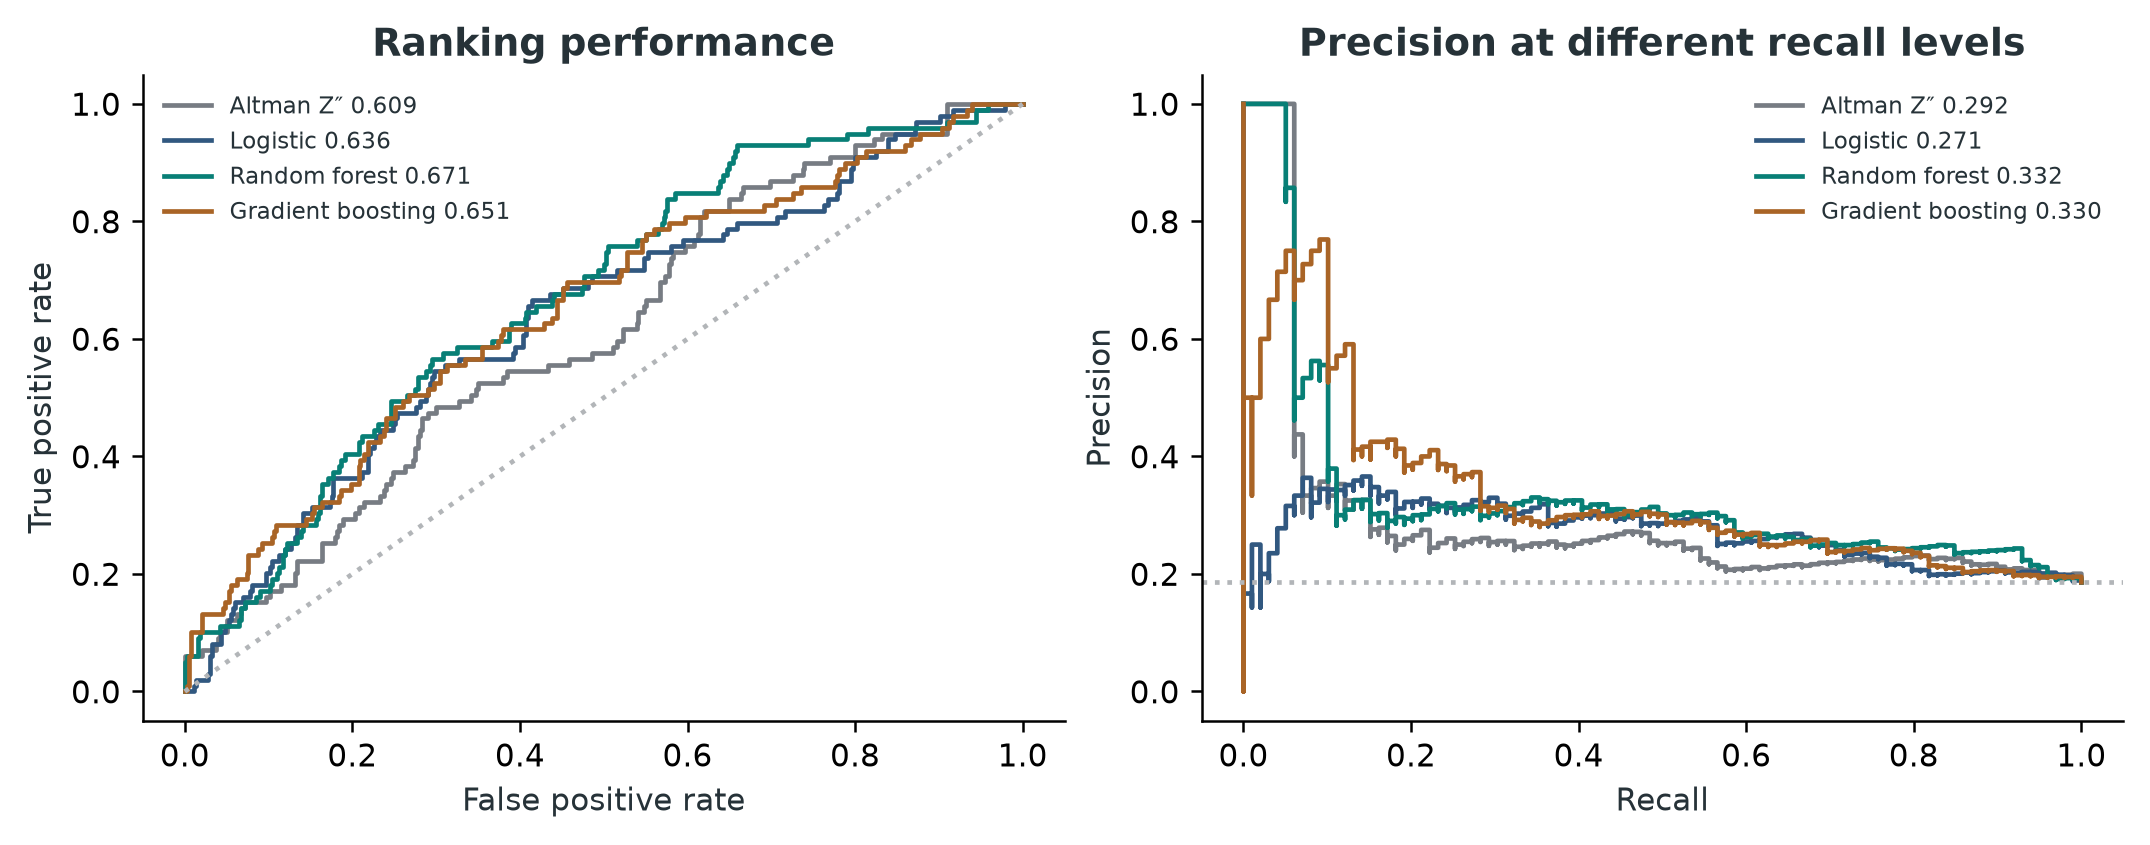 Ranking performance
Altman Z″ 0.609
Logistic 0.636
Random forest 0.671
Gradient boosting 0.651
True positive rate
1.0
0.8
0.6
0.4
0.2
0.0
0.0 0.2 0.4 0.6 0.8 1.0
False positive rate
Precision at different recall levels
Altman Z″ 0.292
Logistic 0.271
Random forest 0.332
Gradient boosting 0.330
Precision
1.0
0.8
0.6
0.4
0.2
0.0
0.0 0.2 0.4 0.6 0.8 1.0
Recall